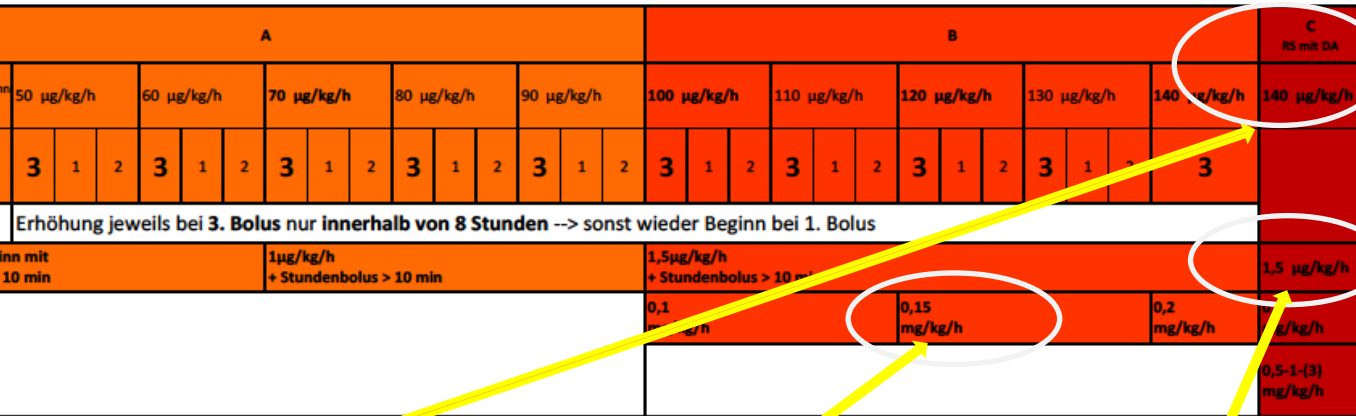 A B C
RS mit DA
50 µg/kg/h 60 µg/kg/h 70 µg/kg/h 80 µg/kg/h 90 µg/kg/h 100 µg/kg/h 110 µg/kg/h 120 µg/kg/h 130 µg/kg/h 140 µg/kg/h 140 µg/kg/h
3 1 2 3 1 2 3 1 2 3 1 2 3 1 2 3 1 2 3 1 2 3 1 2 3 1 2 3
Erhöhung jeweils bei 3. Bolus nur innerhalb von 8 Stunden --> sonst wieder Beginn bei 1. Bolus
mit 1µg/kg/h 1,5µg/kg/h 1,5 µg/kg/h
10 min + Stundenbolus > 10 min + Stundenbolus > 10
0,1 0,15 0,2
mg/kg/h mg/kg/h
0,5-1-(3)
mg/kg/h